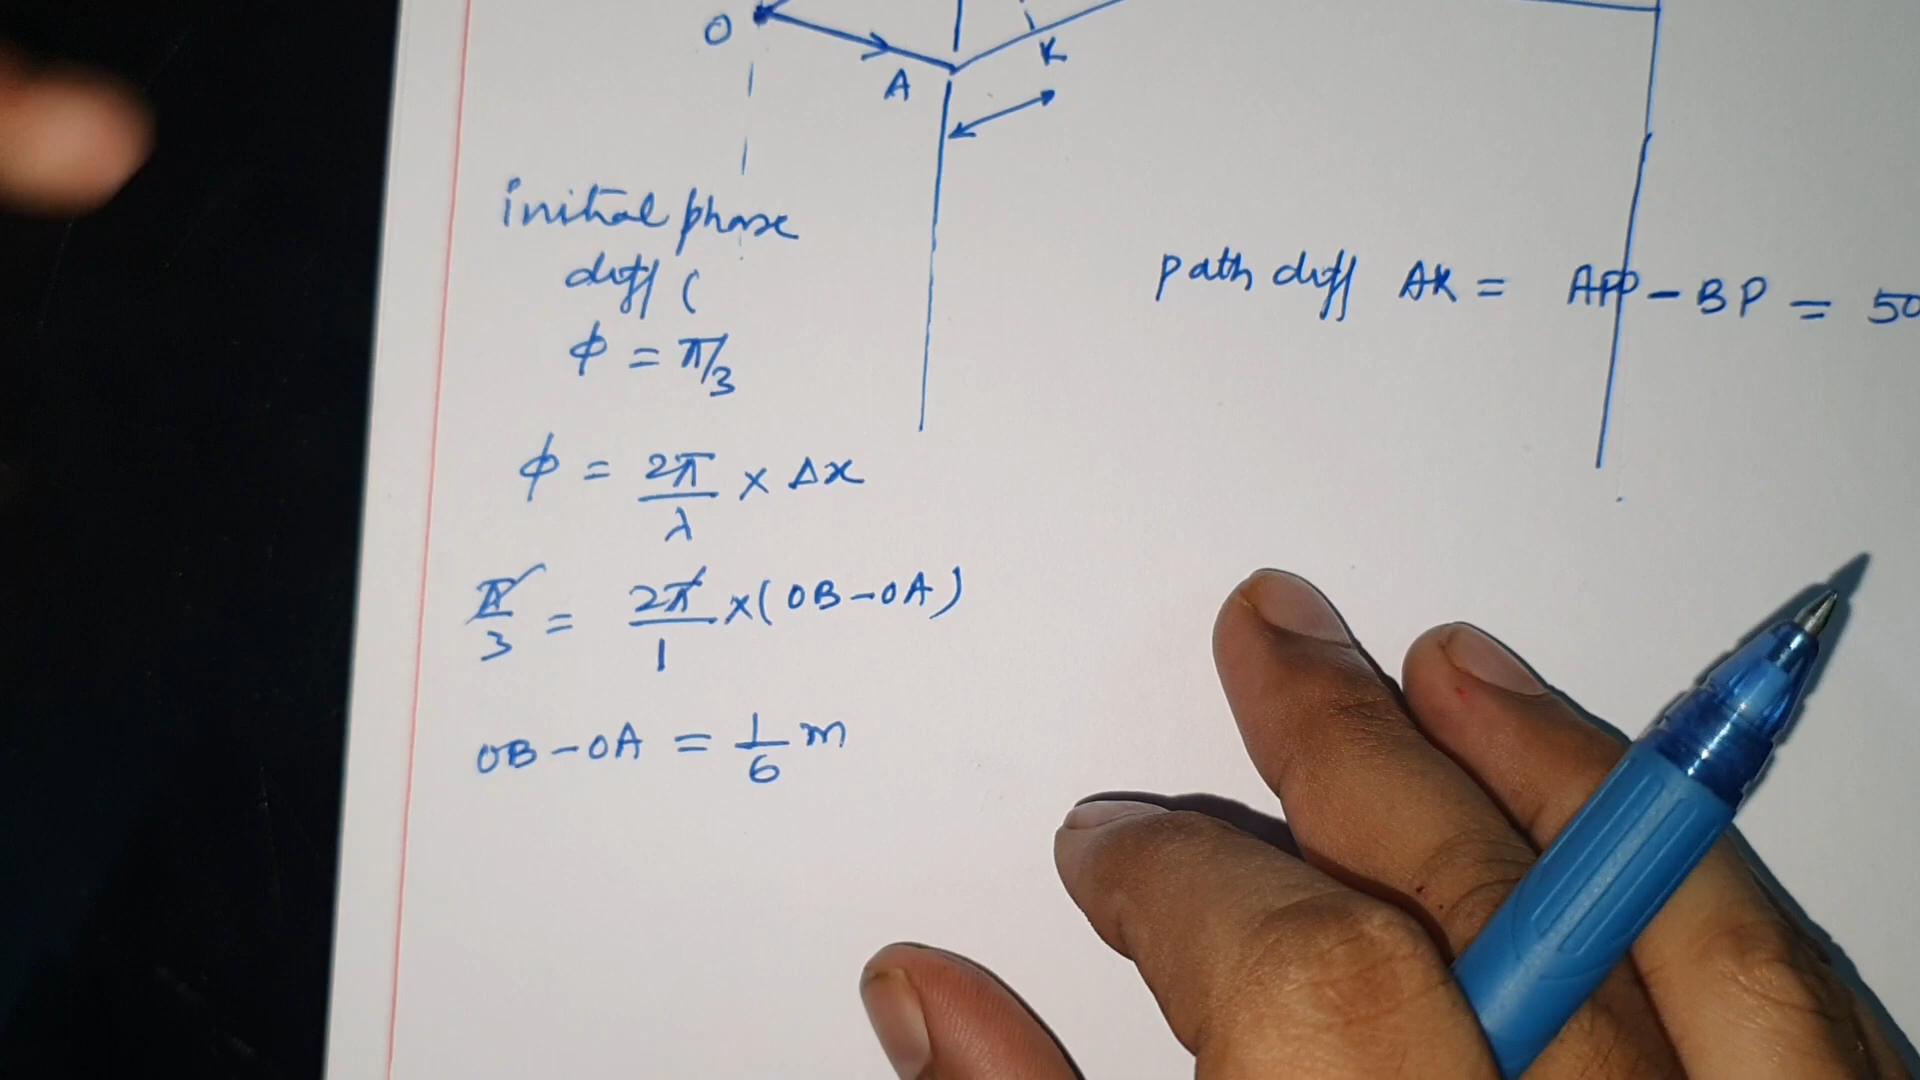 O
A
K
initial phase
diff (
ϕ = π/3
path diff AK = APP - BP = 50
ϕ = 2π/λ × Δx
π/3 = 2π/1 ×(OB-OA)
OB-OA = 1/6 m